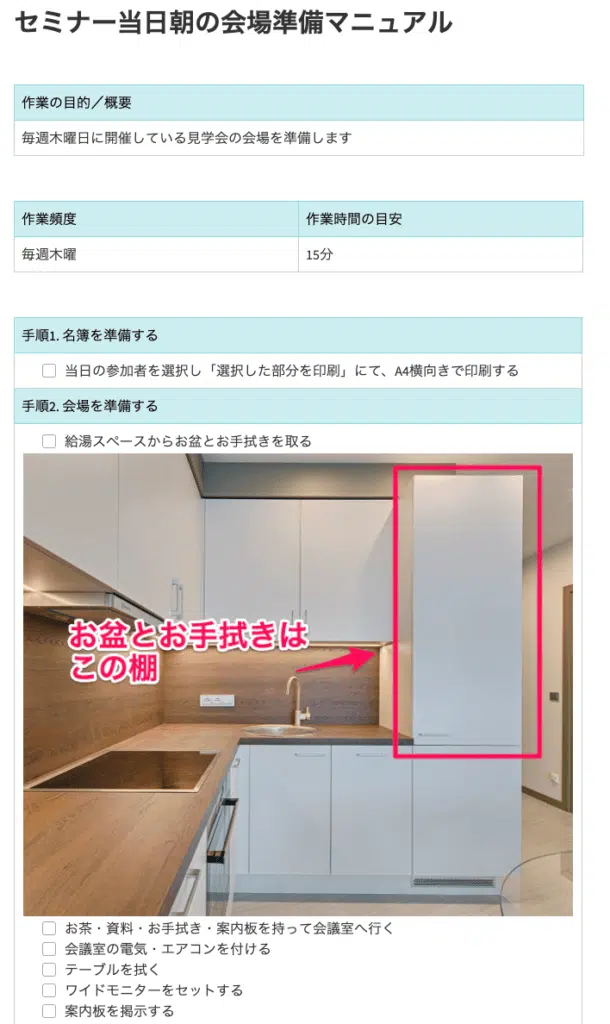 セミナー当日朝の会場準備マニュアル
作業の目的／概要
毎週木曜日に開催している見学会の会場を準備します
作業頻度
作業時間の目安
毎週木曜
15分
手順1. 名簿を準備する
当日の参加者を選択し「選択した部分を印刷」にて、A4横向きで印刷する
手順2. 会場を準備する
給湯スペースからお盆とお手拭きを取る
お盆とお手拭きは
この棚
お茶・資料・お手拭き・案内板を持って会議室へ行く
会議室の電気・エアコンを付ける
テーブルを拭く
ワイドモニターをセットする
案内板を掲示する